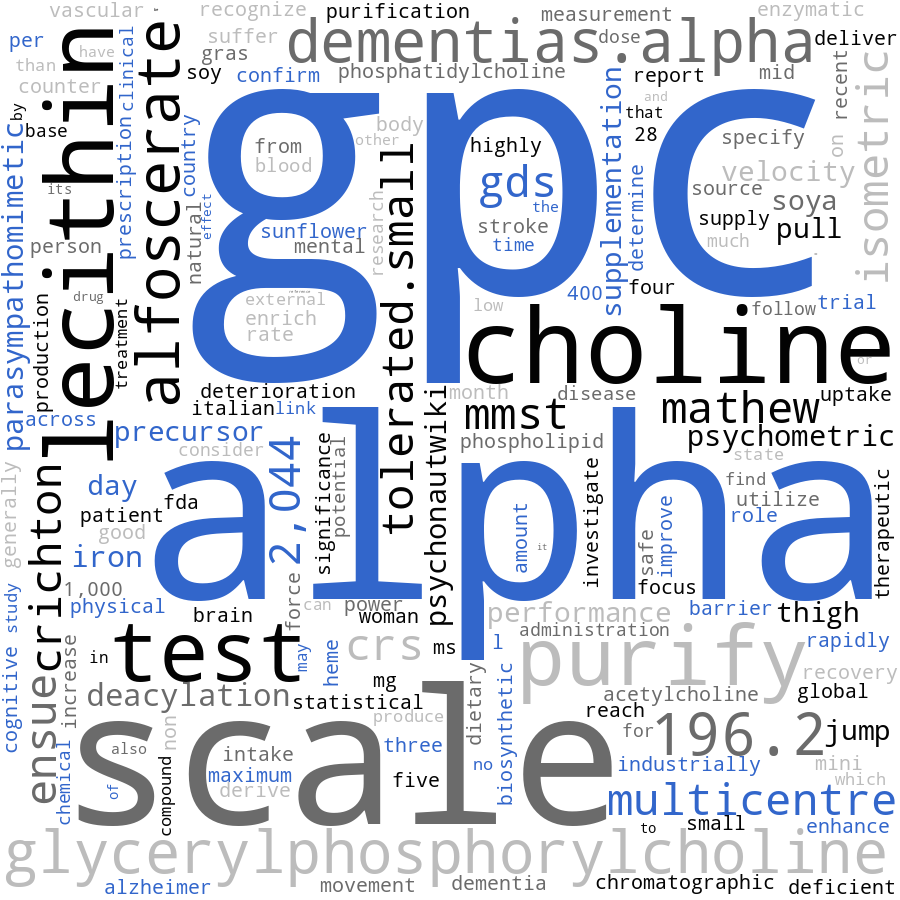 vascular
recognize
purification
measurement
enzymatic
per
suffer
dementias.alpha
dose
deliver
than
have
gras
counter
soy
confirm
phosphatidylcholine
report
mid
recent
prescription
clinical
lecithin
alfoscerate
gpc
by
base
parasympathomimetic
country
from
blood
body
other
highly
and
that
28
specify
on
isometric
its
effect
natural
gds
the
velocity
source
soya
supply
pull
much
person
sunflower
mental
research
tolerated.small
stroke
time
supplementation
determine
drug
production
treatment
external
enrich
rate
low
400
four
follow
trial
choline
or
deterioration
month
disease
uptake
italian
link
across
precursor
consider
mmst
mathew
psychometric
phospholipid
state
generally
ensuecrichton
day
patient
fda
good
iron
1,000
physical
alpha
2,044
significance
potential
psychonautwiki
amount
it
investigate
safe
improve
find
utilize
role
focus
therapeutic
brain
force
can
power
woman
performance
barrier
thigh
cognitive
study
increase
in
test
may
heme
crs
ms
l
administration
purify
rapidly
recovery
deacylation
mg
statistical
dietary
acetylcholine
global
reach
produce
for
196.2
jump
chemical
also
non
scale
intake
maximum
derive
three
five
no
biosynthetic
industrially
mini
which
of
compound
multicentre
to
small
enhance
glycerylphosphorylcholine
alzheimer
movement
dementia
chromatographic
deficient